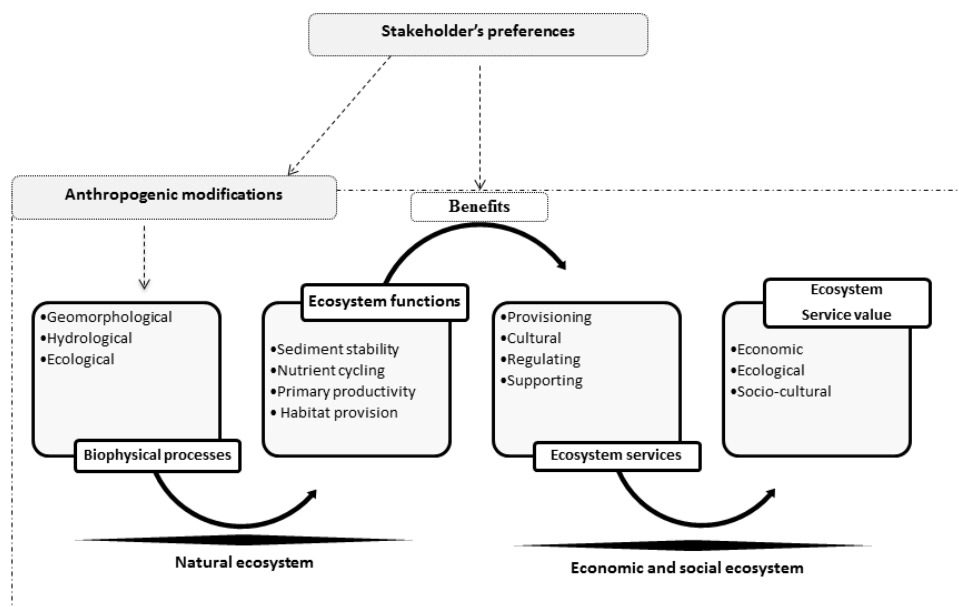 Stakeholder’s preferences
Anthropogenic modifications
Benefits
•Geomorphological
•Hydrological
•Ecological
Biophysical processes
Ecosystem functions
•Sediment stability
•Nutrient cycling
•Primary productivity
• Habitat provision
•Provisioning
•Cultural
•Regulating
•Supporting
Ecosystem services
Ecosystem
Service value
•Economic
•Ecological
•Socio-cultural
Natural ecosystem
Economic and social ecosystem